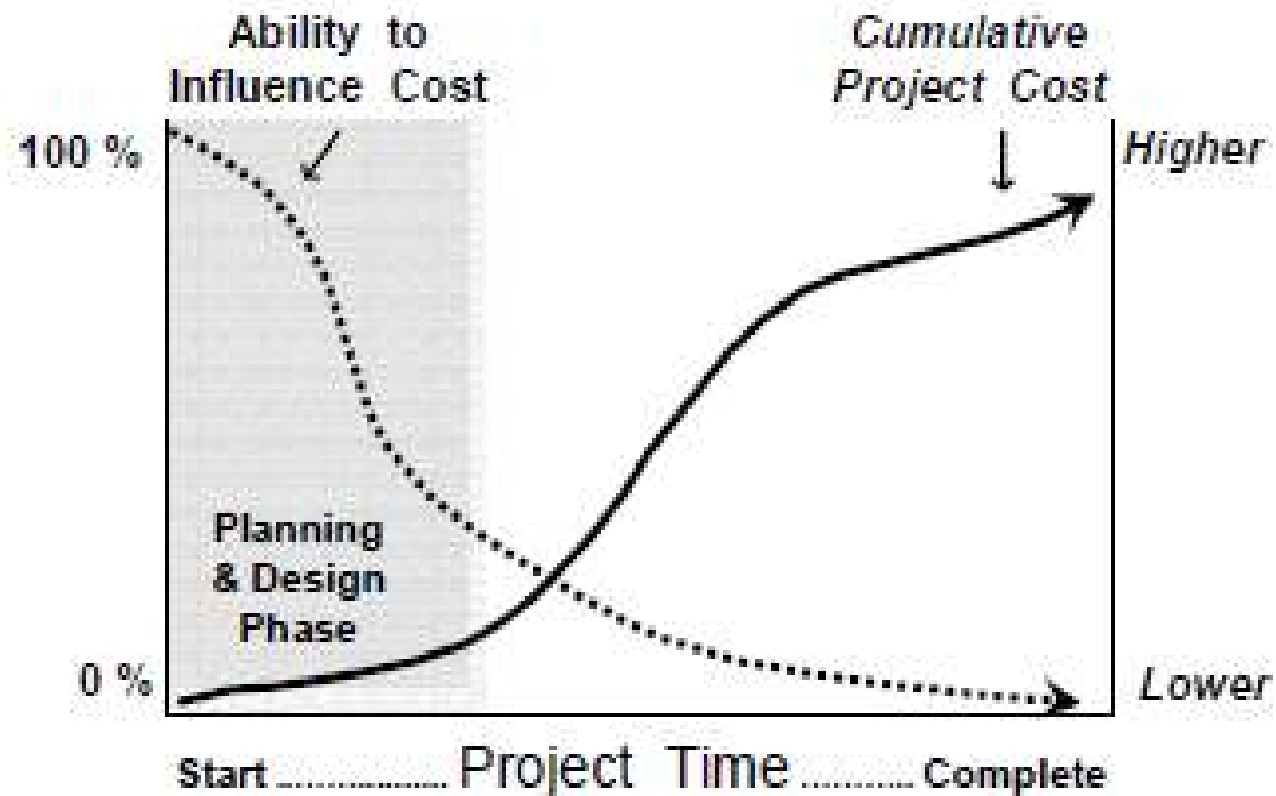 Ability to
Influence Cost
Cumulative
Project Cost
100 %
Higher
Planning
& Design
Phase
0 %
Lower
Start ............... Project Time .......... Complete